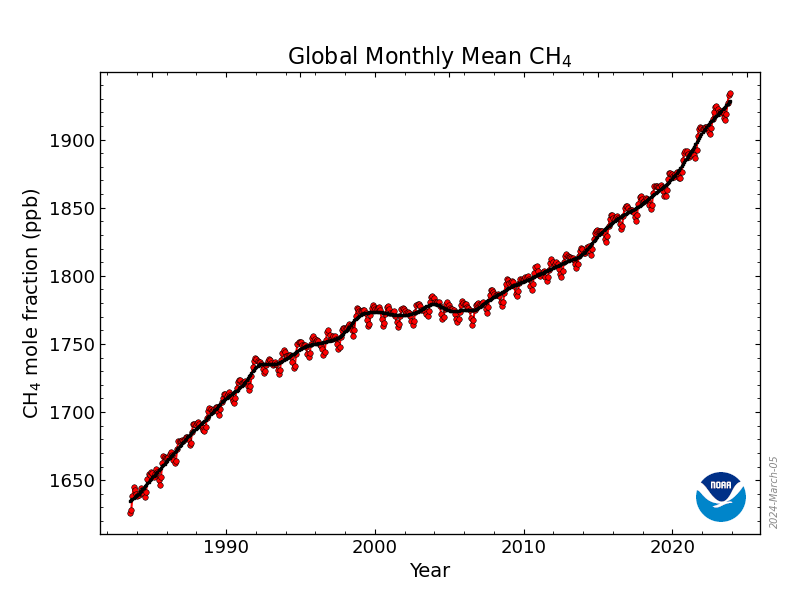 Global Monthly Mean CH₄
CH₄ mole fraction (ppb)
1900
1850
1800
1750
1700
1650
1990 2000 2010 2020
Year
NOAA
2024-March-05